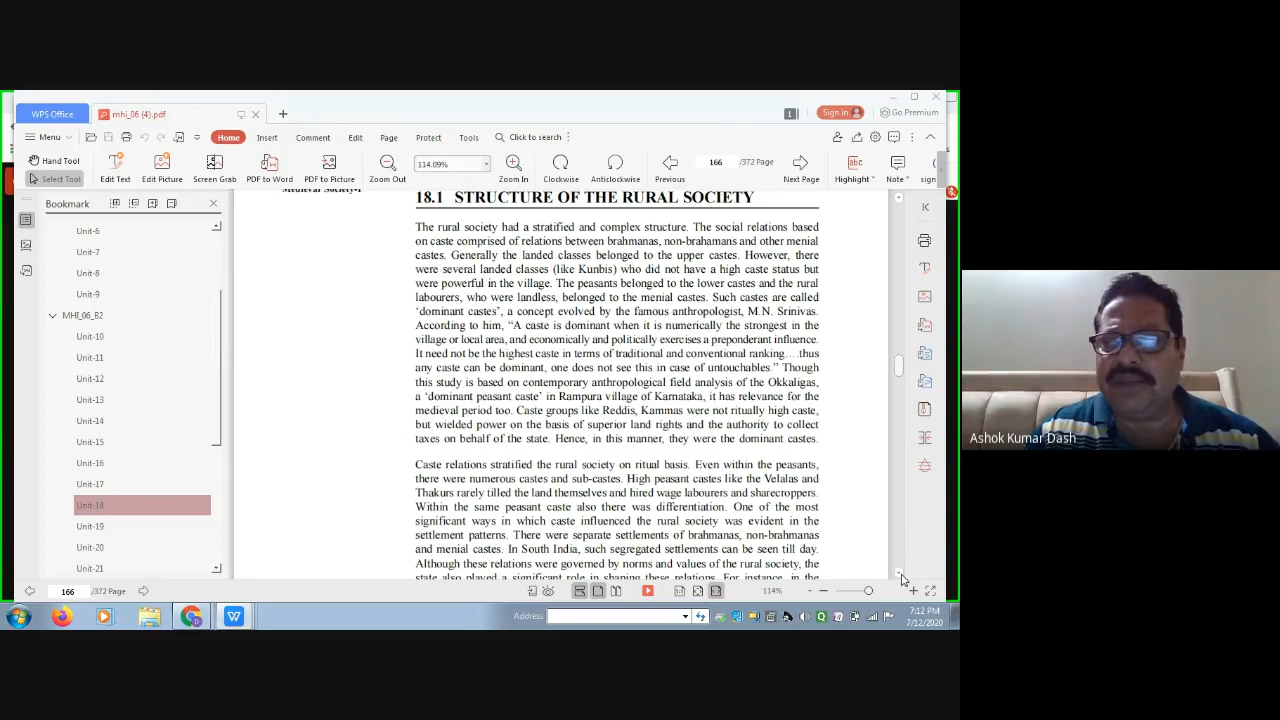 WPS Office
mhi_06 (4).pdf
1
Sign in
Go Premium
Menu
Home
Insert
Comment
Edit
Page
Protect
Tools
Click to search
Hand Tool
Select Tool
Edit Text
Edit Picture
Screen Grab
PDF to Word
PDF to Picture
Zoom Out
114.09%
Zoom In
Clockwise
Anticlockwise
Previous
166
/372 Page
Next Page
Highlight
Note
sign
Bookmark
Unit-6
Unit-7
Unit-8
Unit-9
MHI_06_B2
Unit-10
Unit-11
Unit-12
Unit-13
Unit-14
Unit-15
Unit-16
Unit-17
Unit-18
Unit-19
Unit-20
Unit-21
Medieval Society-1
18.1 STRUCTURE OF THE RURAL SOCIETY
The rural society had a stratified and complex structure. The social relations based
on caste comprised of relations between brahmanas, non-brahamans and other menial
castes. Generally the landed classes belonged to the upper castes. However, there
were several landed classes (like Kunbis) who did not have a high caste status but
were powerful in the village. The peasants belonged to the lower castes and the rural
labourers, who were landless, belonged to the menial castes. Such castes are called
‘dominant castes’, a concept evolved by the famous anthropologist, M.N. Srinivas.
According to him, “A caste is dominant when it is numerically the strongest in the
village or local area, and economically and politically exercises a preponderant influence.
It need not be the highest caste in terms of traditional and conventional ranking….thus
any caste can be dominant, one does not see this in case of untouchables.” Though
this study is based on contemporary anthropological field analysis of the Okkaligas,
a ‘dominant peasant caste’ in Rampura village of Karnataka, it has relevance for the
medieval period too. Caste groups like Reddis, Kammas were not ritually high caste,
but wielded power on the basis of superior land rights and the authority to collect
taxes on behalf of the state. Hence, in this manner, they were the dominant castes.
Caste relations stratified the rural society on ritual basis. Even within the peasants,
there were numerous castes and sub-castes. High peasant castes like the Velalas and
Thakurs rarely tilled the land themselves and hired wage labourers and sharecroppers.
Within the same peasant caste also there was differentiation. One of the most
significant ways in which caste influenced the rural society was evident in the
settlement patterns. There were separate settlements of brahmanas, non-brahmanas
and menial castes. In South India, such segregated settlements can be seen till day.
Although these relations were governed by norms and values of the rural society, the
state also played a significant role in shaping these relations. For instance, in the
166
/372 Page
114%
Address
7:12 PM
7/12/2020
Ashok Kumar Dash